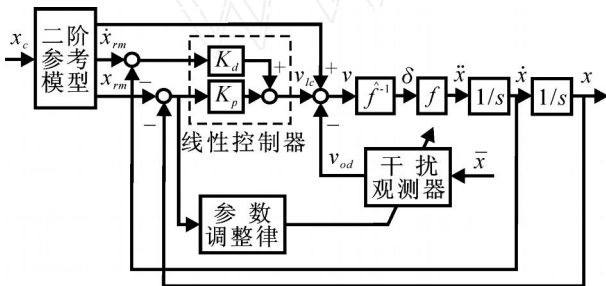 x_c
二阶
参考
模型
ẋ_rm
x_rm
−
−
K_d
K_p
+
线性控制器
v_lc
+
−
v
f̂⁻¹
δ
f
ẍ
1/s
ẋ
1/s
x
v_od
干扰
观测器
x̄
参数
调整律